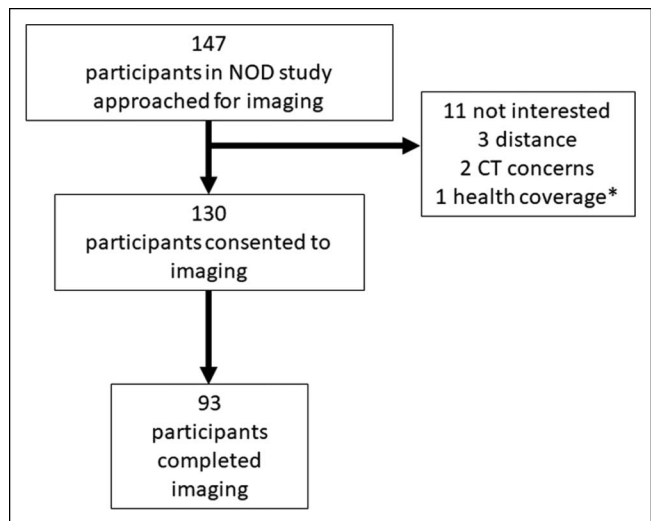 147
participants in NOD study
approached for imaging
11 not interested
3 distance
2 CT concerns
1 health coverage*
130
participants consented to
imaging
93
participants
completed
imaging